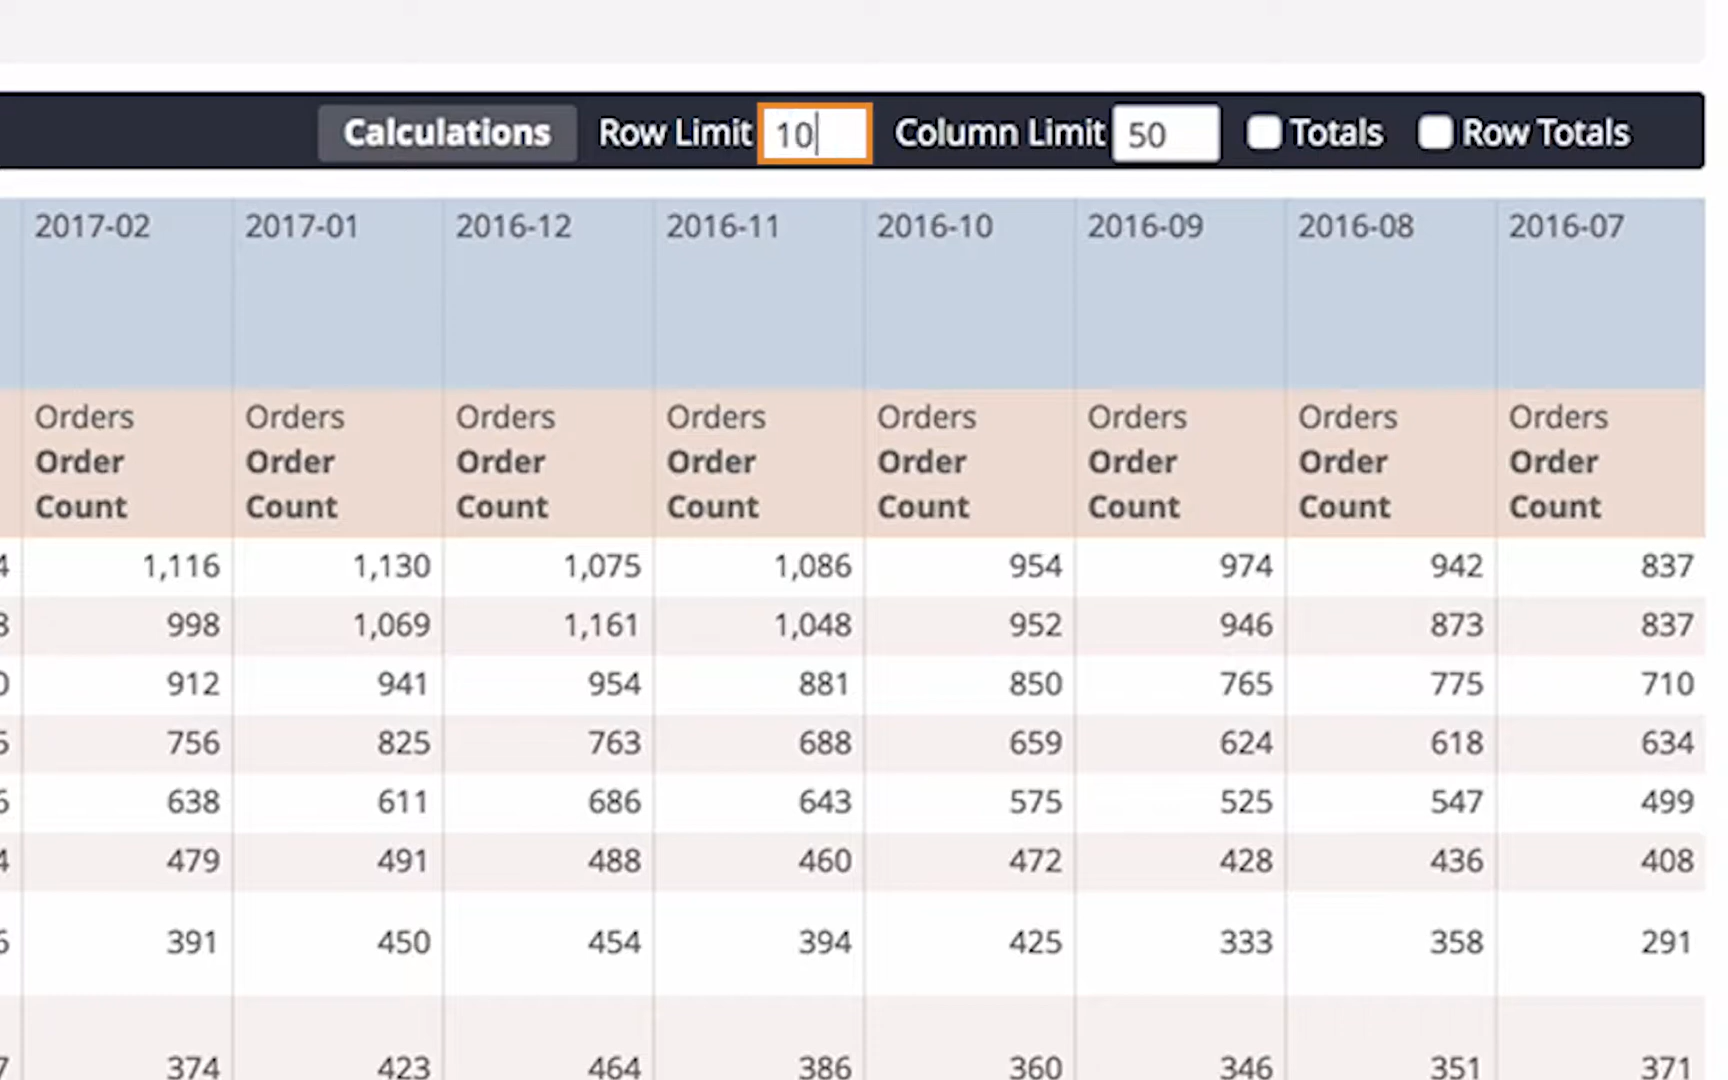 Calculations Row Limit 10 Column Limit 50 Totals Row Totals
2017-02 2017-01 2016-12 2016-11 2016-10 2016-09 2016-08 2016-07
Orders Orders Orders Orders Orders Orders Orders Orders
Order Order Order Order Order Order Order Order
Count Count Count Count Count Count Count Count
4 1,116 1,130 1,075 1,086 954 974 942 837
998 1,069 1,161 1,048 952 946 873 837
912 941 954 881 850 765 775 710
756 825 763 688 659 624 618 634
638 611 686 643 575 525 547 499
4 479 491 488 460 472 428 436 408
391 450 454 394 425 333 358 291
374 423 464 386 360 346 351 371